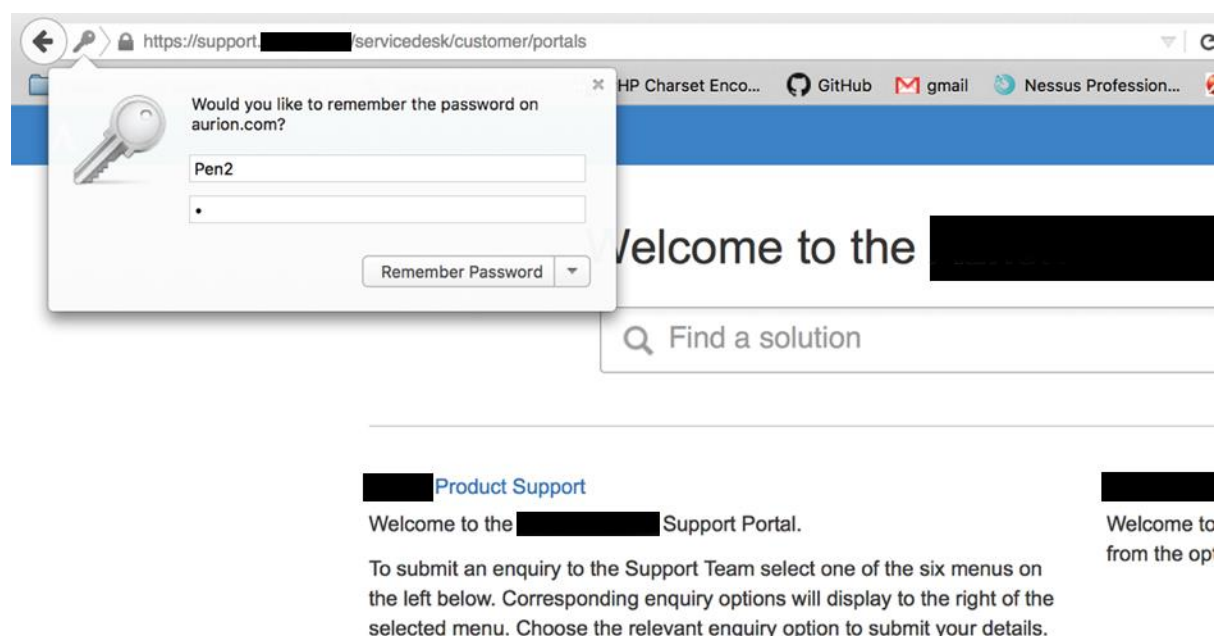 https://support. /servicedesk/customer/portals
HP Charset Enco... GitHub gmail Nessus Profession...
Would you like to remember the password on
aurion.com?
Pen2
•
Remember Password
Welcome to the
Find a solution
Product Support
Welcome to the Support Portal.
To submit an enquiry to the Support Team select one of the six menus on
the left below. Corresponding enquiry options will display to the right of the
selected menu. Choose the relevant enquiry option to submit your details.
Welcome to
from the opt